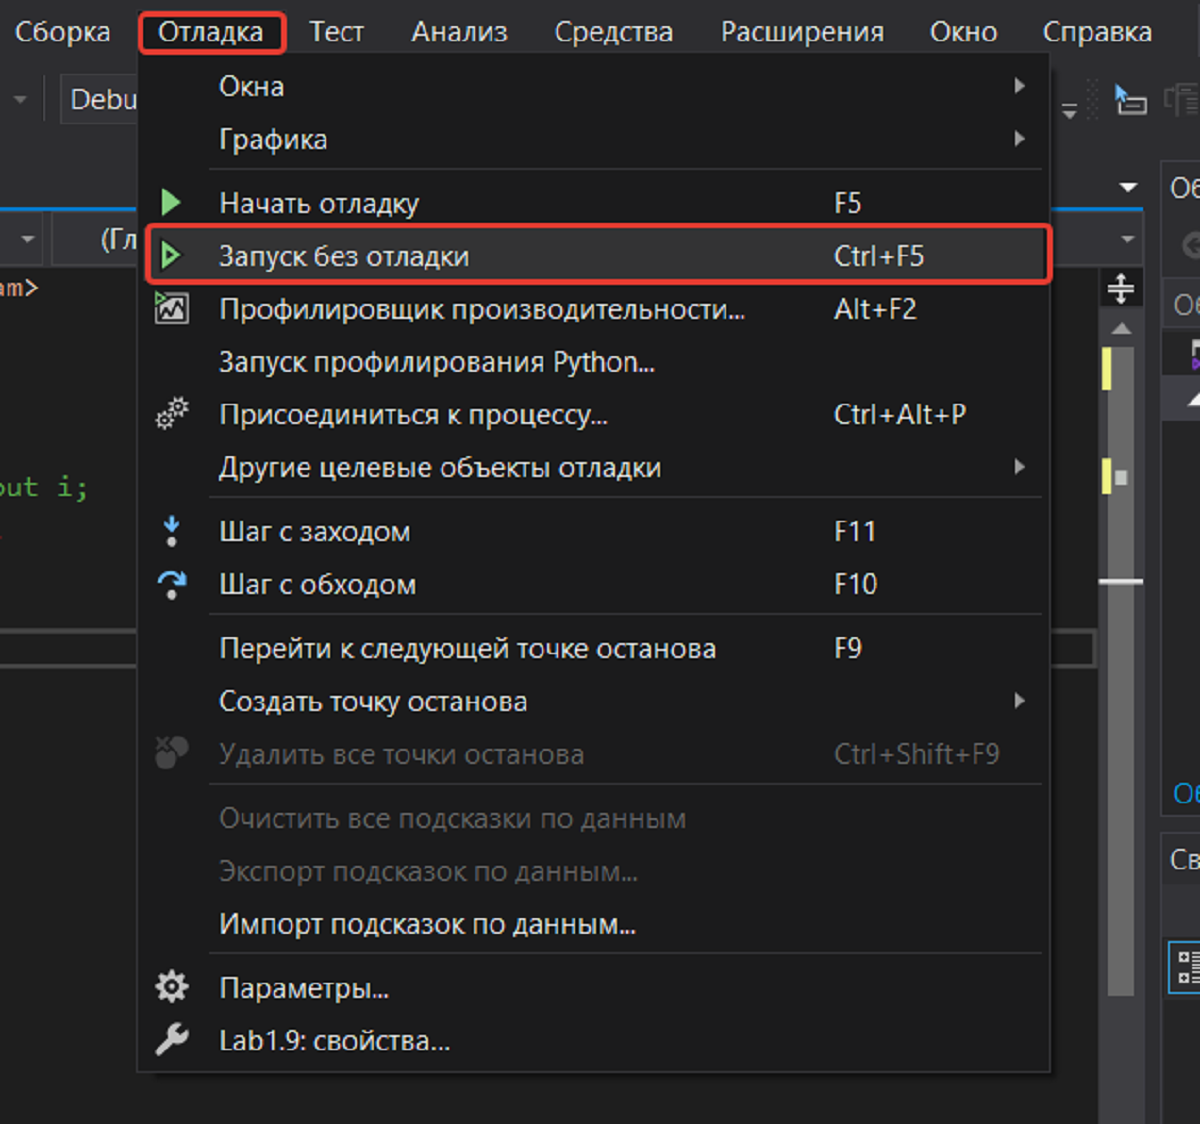 Сборка Отладка Тест Анализ Средства Расширения Окно Справка
Debu
Окна
Графика
Начать отладку F5
(Гл
Запуск без отладки Ctrl+F5
am>
Профилировщик производительности... Alt+F2
Запуск профилирования Python...
Присоединиться к процессу... Ctrl+Alt+P
Другие целевые объекты отладки
out i;
Шаг с заходом F11
Шаг с обходом F10
Перейти к следующей точке останова F9
Создать точку останова
Удалить все точки останова Ctrl+Shift+F9
Очистить все подсказки по данным
Экспорт подсказок по данным...
Св
Импорт подсказок по данным...
Параметры...
Lab1.9: свойства...